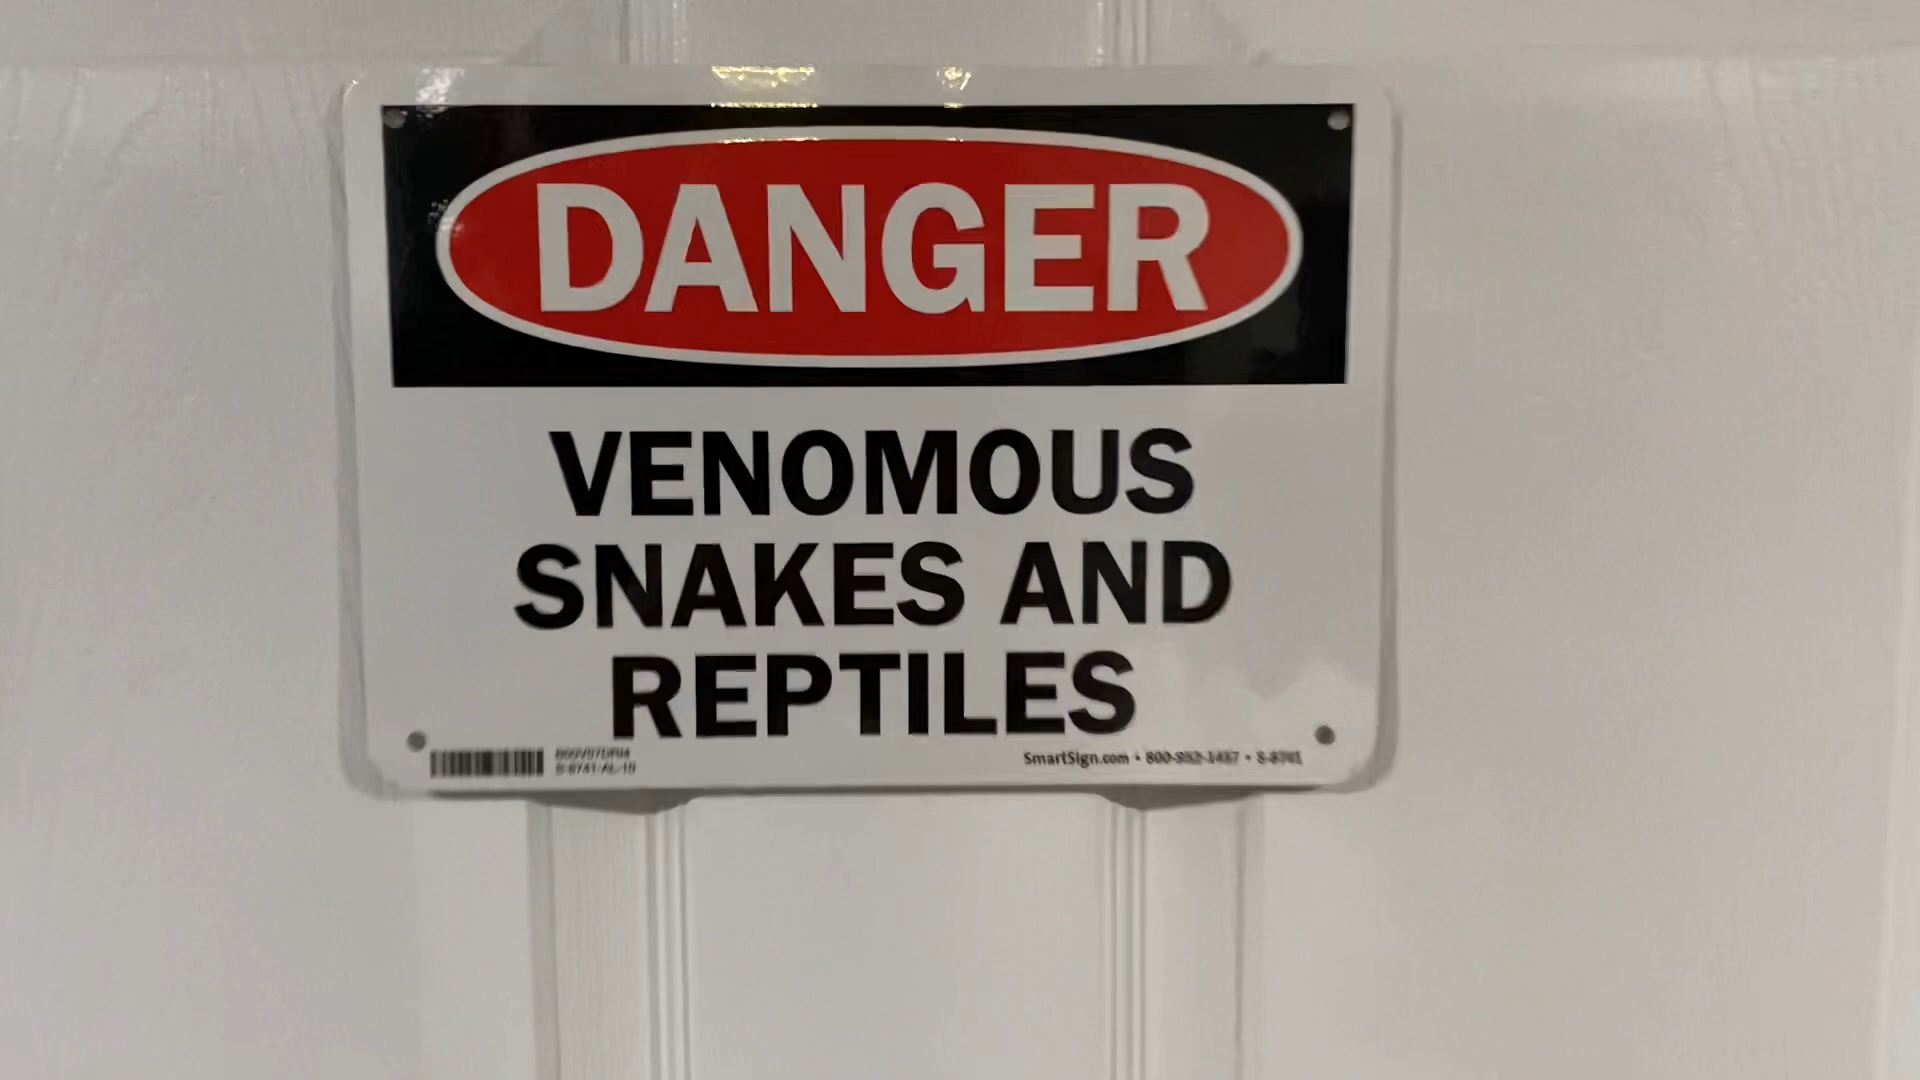 DANGER
VENOMOUS
SNAKES AND
REPTILES
SmartSign.com •